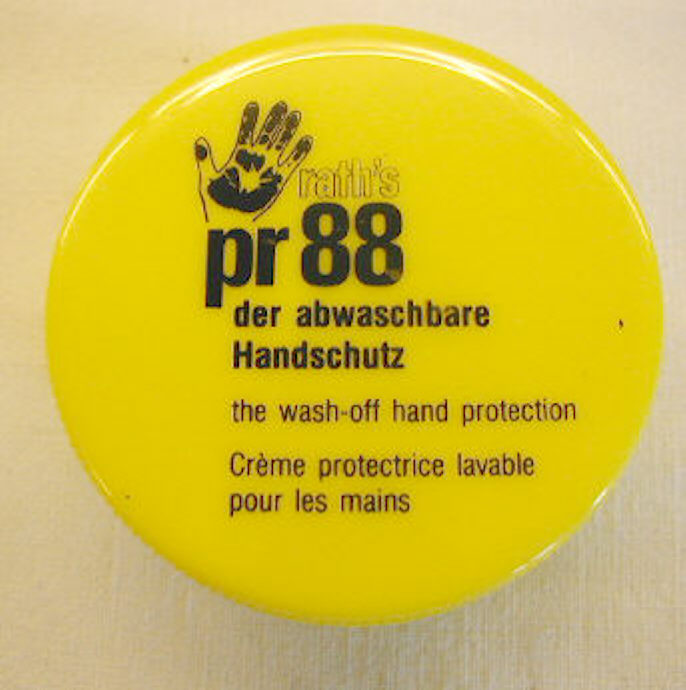 rath's
pr 88
der abwaschbare
Handschutz
the wash-off hand protection
Crème protectrice lavable
pour les mains